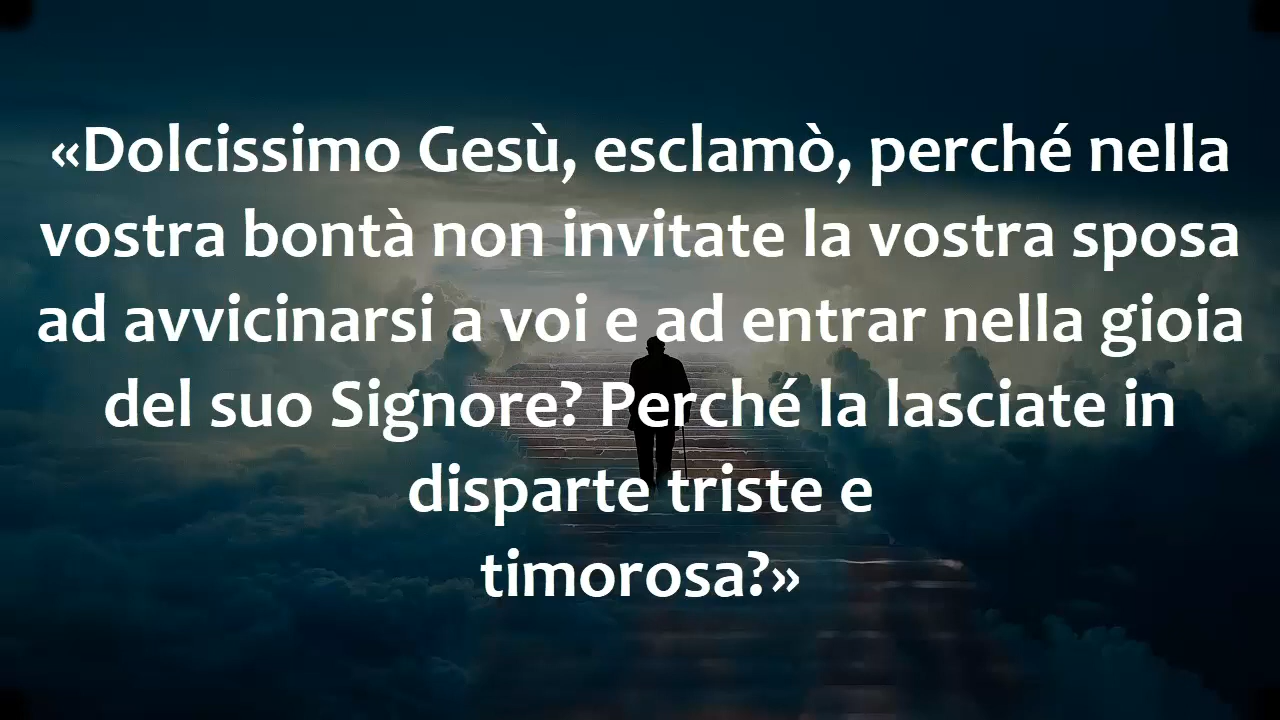 «Dolcissimo Gesù, esclamò, perché nella
vostra bontà non invitate la vostra sposa
ad avvicinarsi a voi e ad entrar nella gioia
del suo Signore? Perché la lasciate in
disparte triste e
timorosa?»